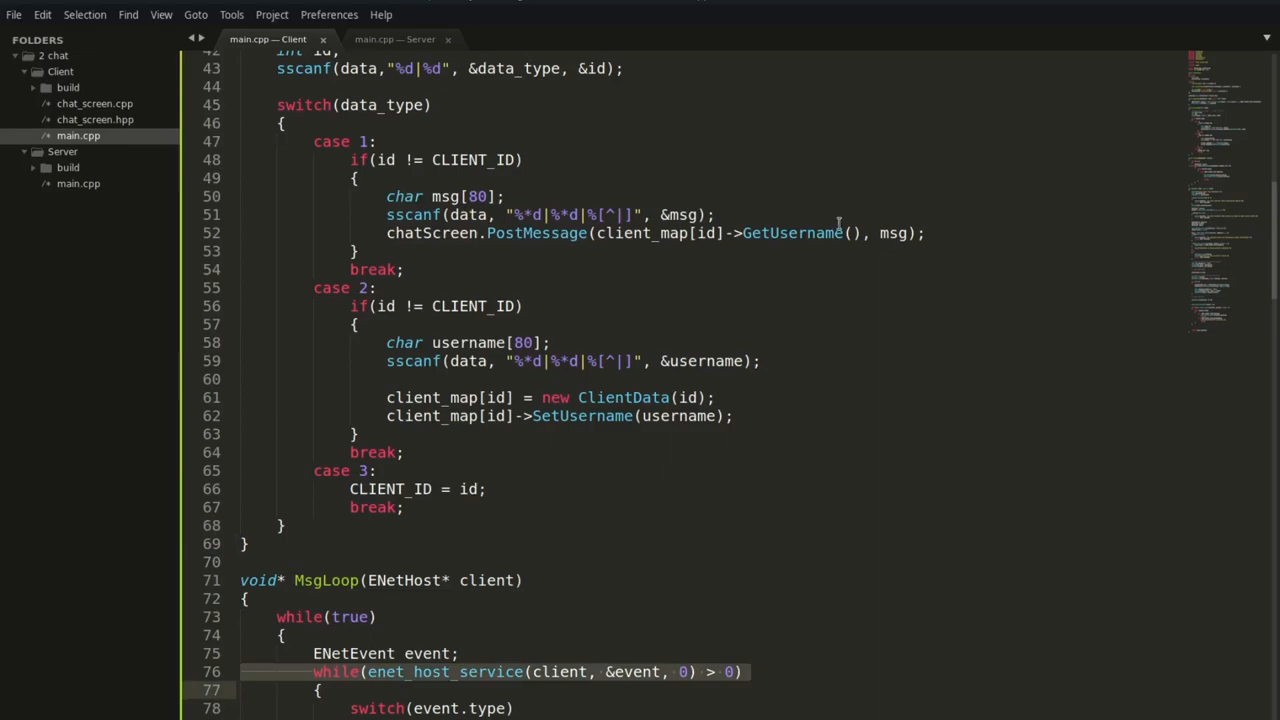 File Edit Selection Find View Goto Tools Project Preferences Help
FOLDERS
2 chat
Client
build
chat_screen.cpp
chat_screen.hpp
main.cpp
Server
build
main.cpp
main.cpp — Client × main.cpp — Server ×
42 int id;
43 sscanf(data,"%d|%d", &data_type, &id);
44
45 switch(data_type)
46 {
47 case 1:
48 if(id != CLIENT_ID)
49 {
50 char msg[80];
51 sscanf(data, "%*d|%*d|%[^|]", &msg);
52 chatScreen.PostMessage(client_map[id]->GetUsername(), msg);
53 }
54 break;
55 case 2:
56 if(id != CLIENT_ID)
57 {
58 char username[80];
59 sscanf(data, "%*d|%*d|%[^|]", &username);
60
61 client_map[id] = new ClientData(id);
62 client_map[id]->SetUsername(username);
63 }
64 break;
65 case 3:
66 CLIENT_ID = id;
67 break;
68 }
69 }
70
71 void* MsgLoop(ENetHost* client)
72 {
73 while(true)
74 {
75 ENetEvent event;
76 while(enet_host_service(client, &event, 0) > 0)
77 {
78 switch(event.type)